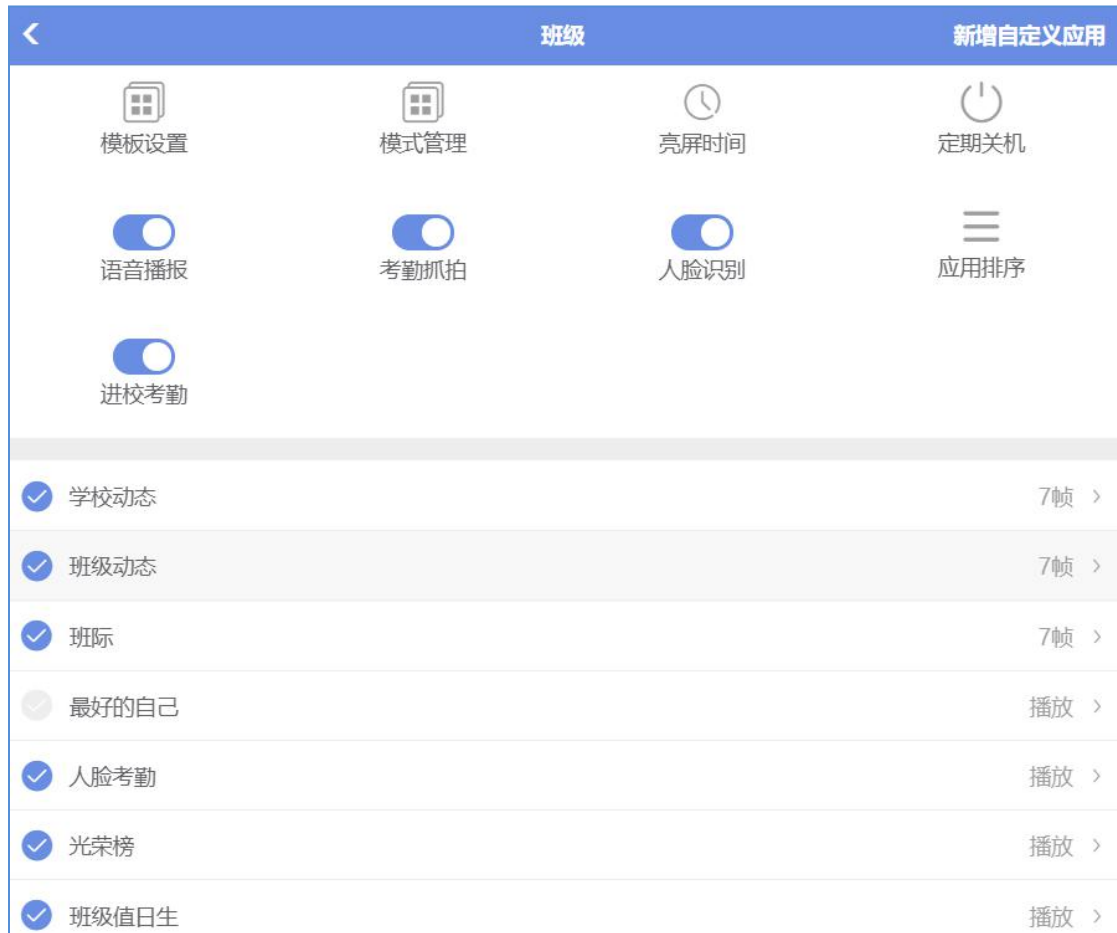 班级 新增自定义应用
模板设置 模式管理 亮屏时间 定期关机
语音播报 考勤抓拍 人脸识别 应用排序
进校考勤
学校动态 7帧
班级动态 7帧
班际 7帧
最好的自己 播放
人脸考勤 播放
光荣榜 播放
班级值日生 播放